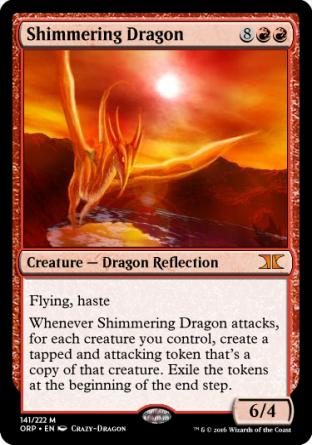 Shimmering Dragon 8
Creature — Dragon Reflection
Flying, haste
Whenever Shimmering Dragon attacks,
for each creature you control, create a
tapped and attacking token that's a
copy of that creature. Exile the tokens
at the beginning of the end step.
6/4
141/222 M
ORP • EN Crazy-Dragon
™ & © 2016 Wizards of the Coast